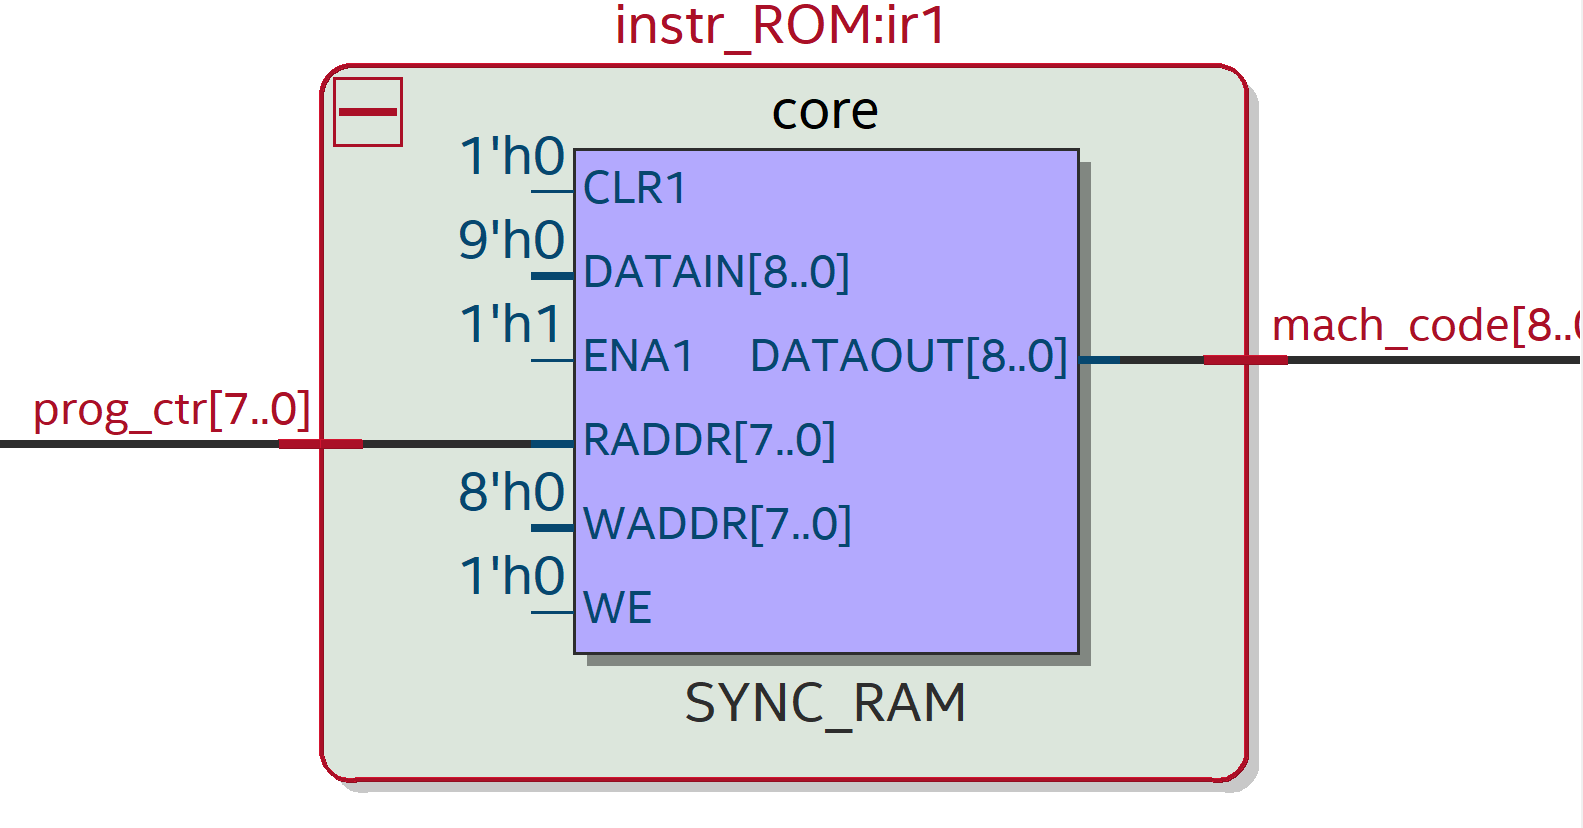 instr_ROM:ir1
core
1'h0
CLR1
9'h0
DATAIN[8..0]
1'h1
ENA1 DATAOUT[8..0]
mach_code[8..0
prog_ctr[7..0]
RADDR[7..0]
8'h0
WADDR[7..0]
1'h0
WE
SYNC_RAM